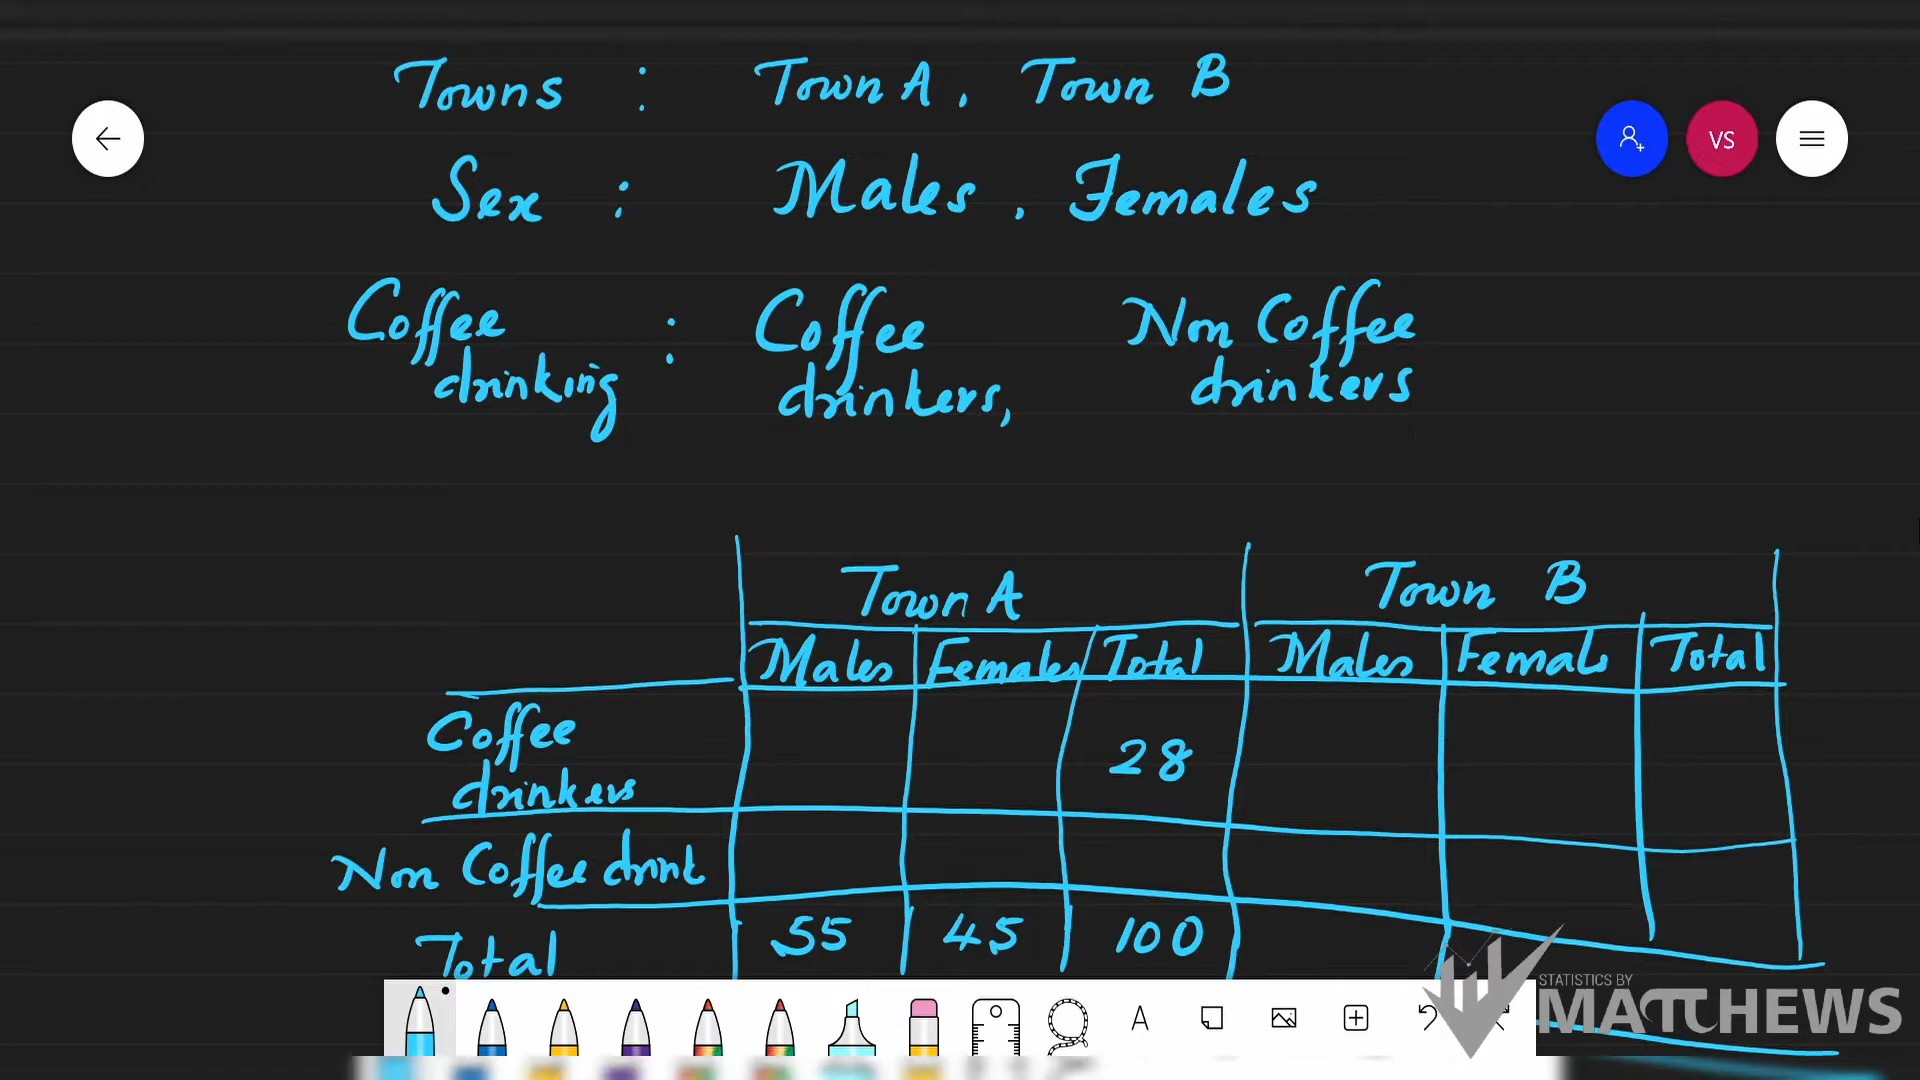 Towns : Town A, Town B
VS
Sex : Males, Females
Coffee drinking : Coffee drinkers, Non Coffee drinkers
Town A Town B
Males Females Total Males Femals Total
Coffee drinkers 28
Non Coffee drink
Total 55 45 100
A
STATISTICS BY
MATTHEWS